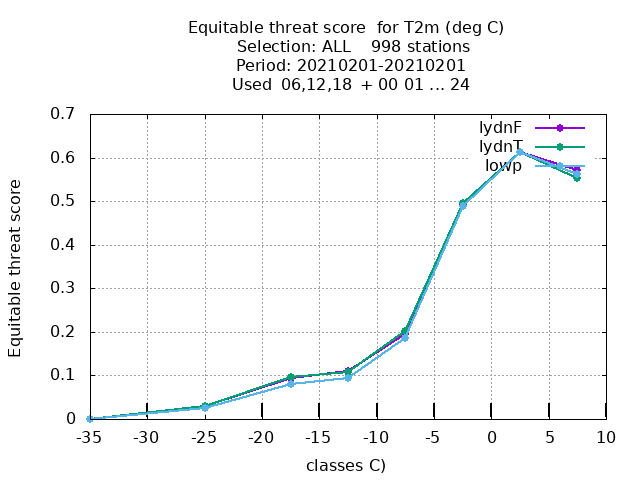 Equitable threat score for T2m (deg C)
Selection: ALL 998 stations
Period: 20210201-20210201
Used 06,12,18 + 00 01 ... 24
0.7
0.6
0.5
0.4
0.3
0.2
0.1
0
Equitable threat score
lydnF
lydnT
lowp
-35 -30 -25 -20 -15 -10 -5 0 5 10
classes C)